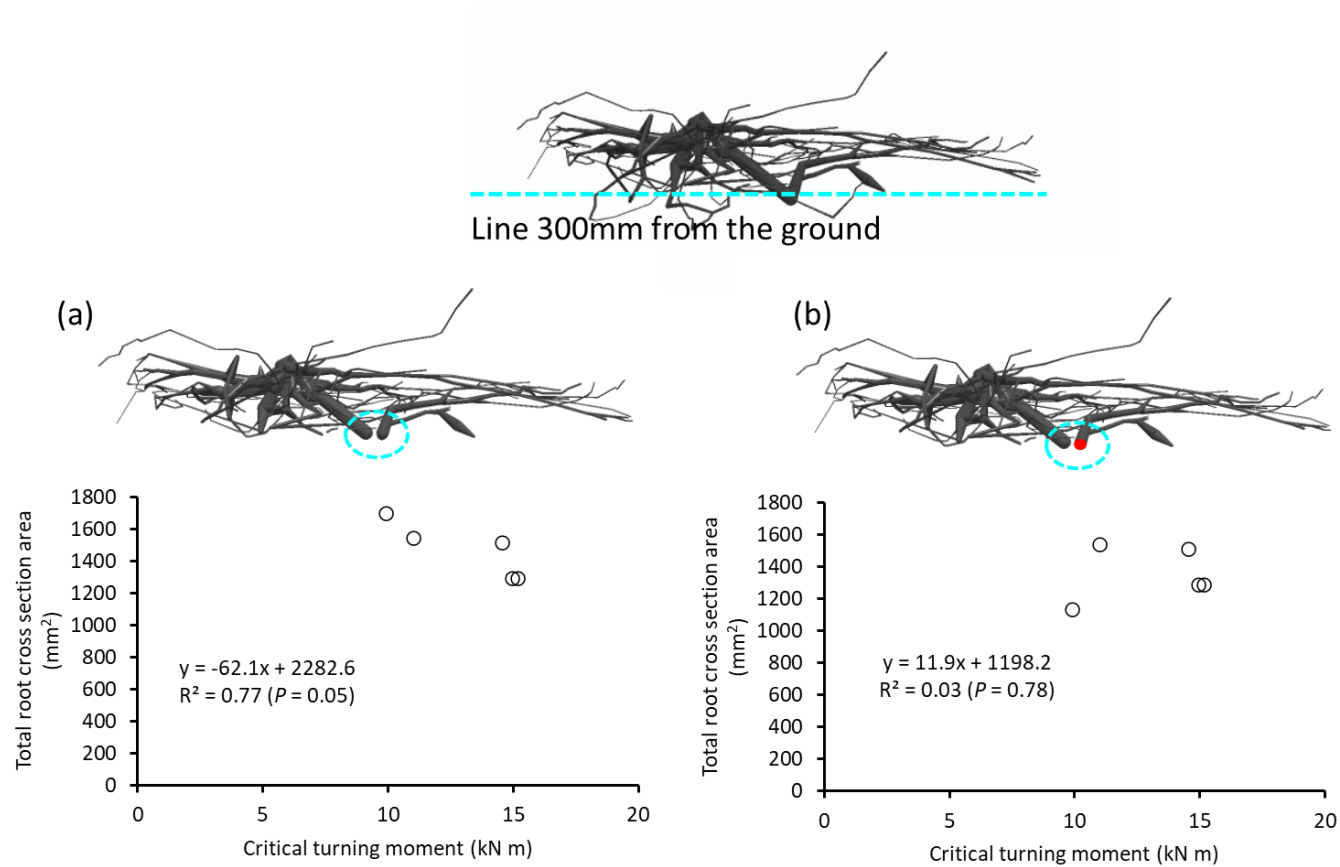 Line 300mm from the ground
(a)
(b)
Total root cross section area
(mm²)
1800
1600
1400
1200
1000
800
600
400
200
0
y = -62.1x + 2282.6
R² = 0.77 (P = 0.05)
0 5 10 15 20
Critical turning moment (kN m)
Total root cross section area
(mm²)
1800
1600
1400
1200
1000
800
600
400
200
0
y = 11.9x + 1198.2
R² = 0.03 (P = 0.78)
0 5 10 15 20
Critical turning moment (kN m)